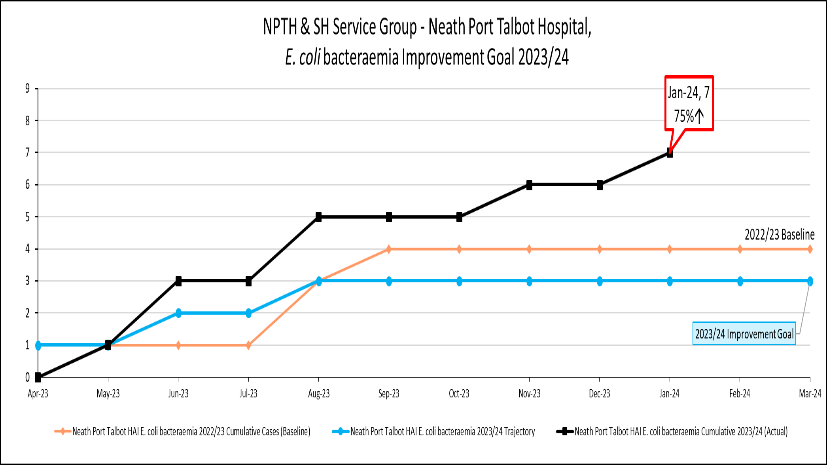 NPTH & SH Service Group - Neath Port Talbot Hospital,
E. coli bacteraemia Improvement Goal 2023/24
9
8
7
6
5
4
3
2
1
0
Jan-24, 7
75%↑
2022/23 Baseline
2023/24 Improvement Goal
Apr-23 May-23 Jun-23 Jul-23 Aug-23 Sep-23 Oct-23 Nov-23 Dec-23 Jan-24 Feb-24 Mar-24
Neath Port Talbot HAI E. coli bacteraemia 2022/23 Cumulative Cases (Baseline) Neath Port Talbot HAI E. coli bacteraemia 2023/24 Trajectory Neath Port Talbot HAI E. coli bacteraemia Cumulative 2023/24 (Actual)